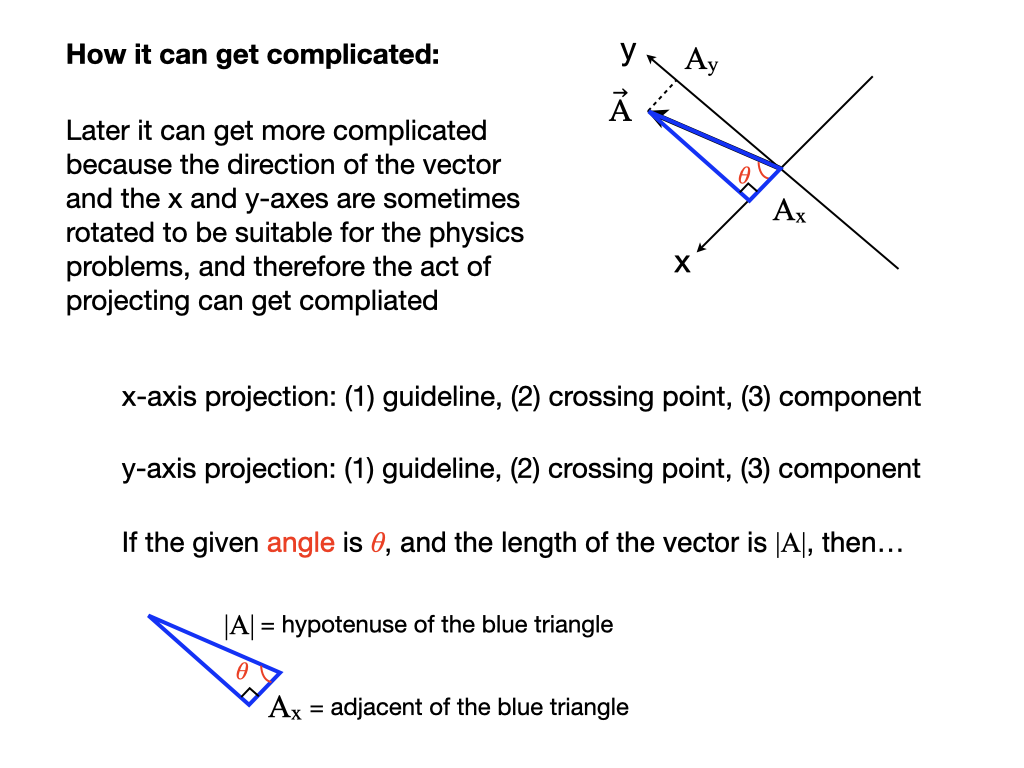 How it can get complicated:
Later it can get more complicated
because the direction of the vector
and the x and y-axes are sometimes
rotated to be suitable for the physics
problems, and therefore the act of
projecting can get compliated
y
A_y
A⃗
θ
A_x
x
x-axis projection: (1) guideline, (2) crossing point, (3) component
y-axis projection: (1) guideline, (2) crossing point, (3) component
If the given angle is θ, and the length of the vector is |A|, then…
|A| = hypotenuse of the blue triangle
θ
A_x = adjacent of the blue triangle